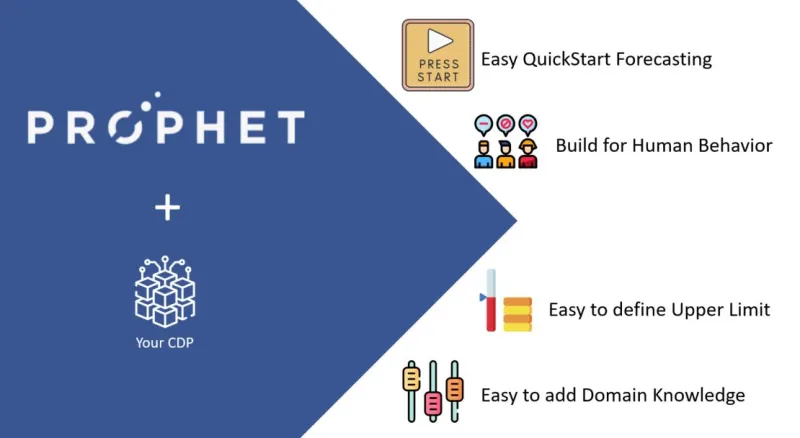 PROPHET
+
Your CDP
PRESS
START
Easy QuickStart Forecasting
Build for Human Behavior
Easy to define Upper Limit
Easy to add Domain Knowledge